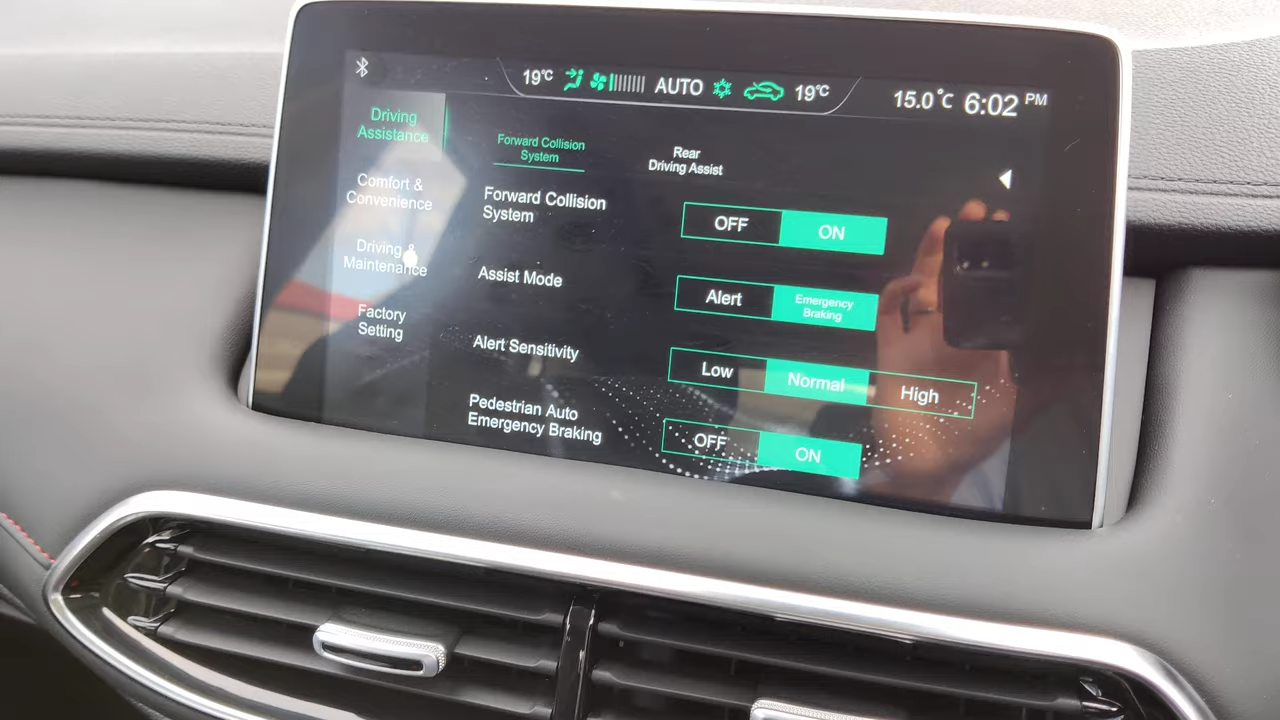 19°C AUTO 19°C
15.0°C 6:02 PM
Driving
Assistance
Comfort &
Convenience
Driving &
Maintenance
Factory
Setting
Forward Collision
System
Rear
Driving Assist
Forward Collision
System
OFF ON
Assist Mode
Alert Emergency
Braking
Alert Sensitivity
Low Normal High
Pedestrian Auto
Emergency Braking
OFF ON